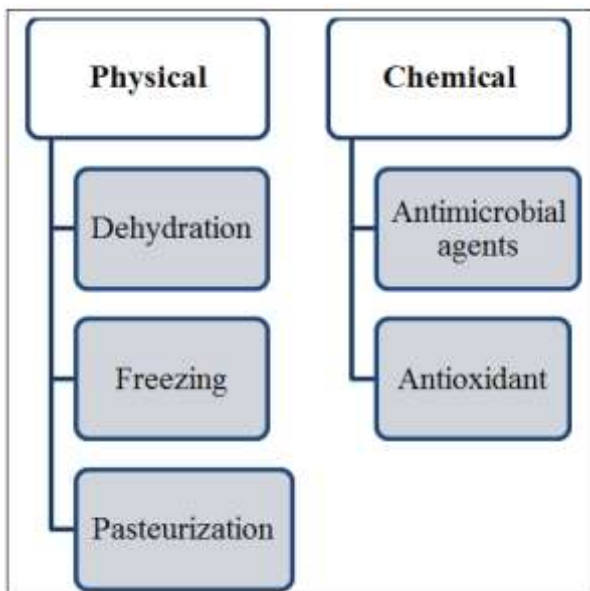 Physical
Dehydration
Freezing
Pasteurization
Chemical
Antimicrobial
agents
Antioxidant